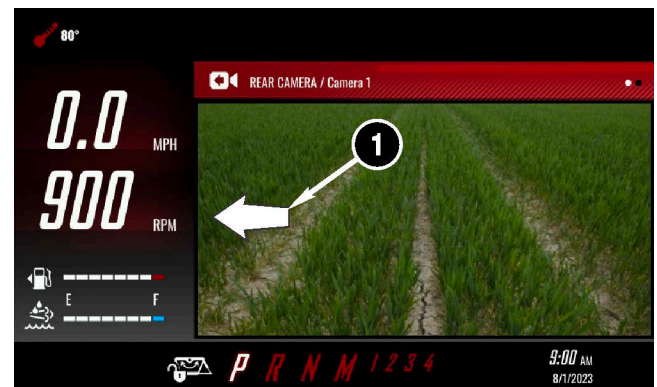 80°
REAR CAMERA / Camera 1
0.0 MPH
1
900 RPM
E F
P R N M 1 2 3 4
9:00 AM
8/1/2023